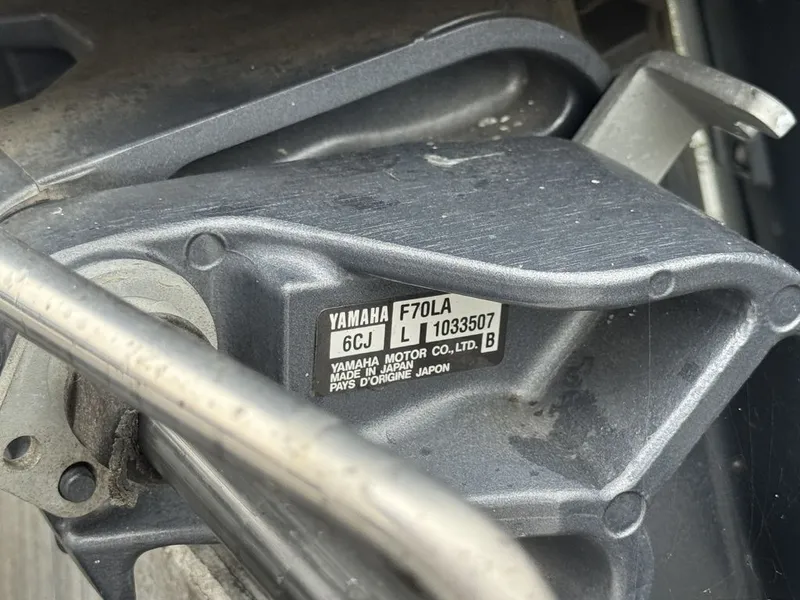 YAMAHA F70LA
6CJ L 1033507
YAMAHA MOTOR CO., LTD. B
MADE IN JAPAN
PAYS D'ORIGINE JAPON